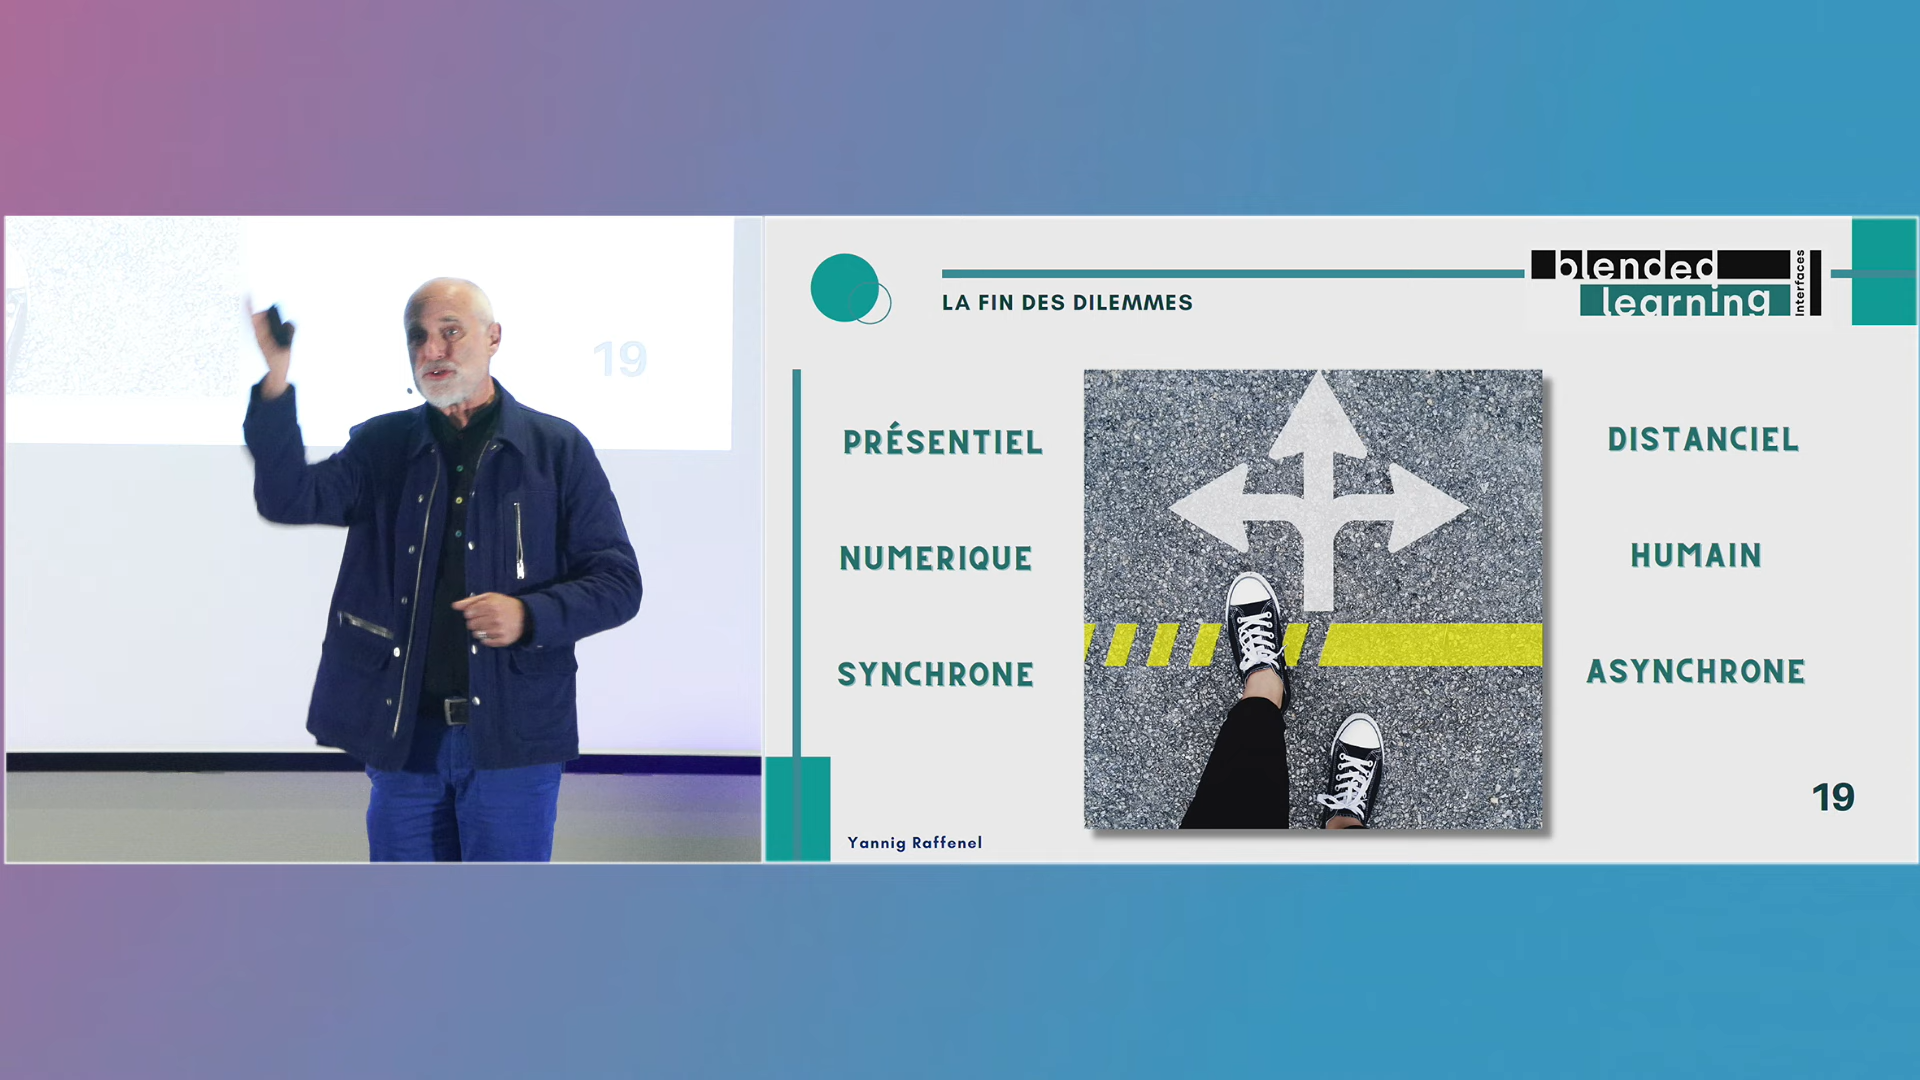 19
blended
learning
Interfaces
LA FIN DES DILEMMES
PRÉSENTIEL
DISTANCIEL
NUMERIQUE
HUMAIN
SYNCHRONE
ASYNCHRONE
19
Yannig Raffenel